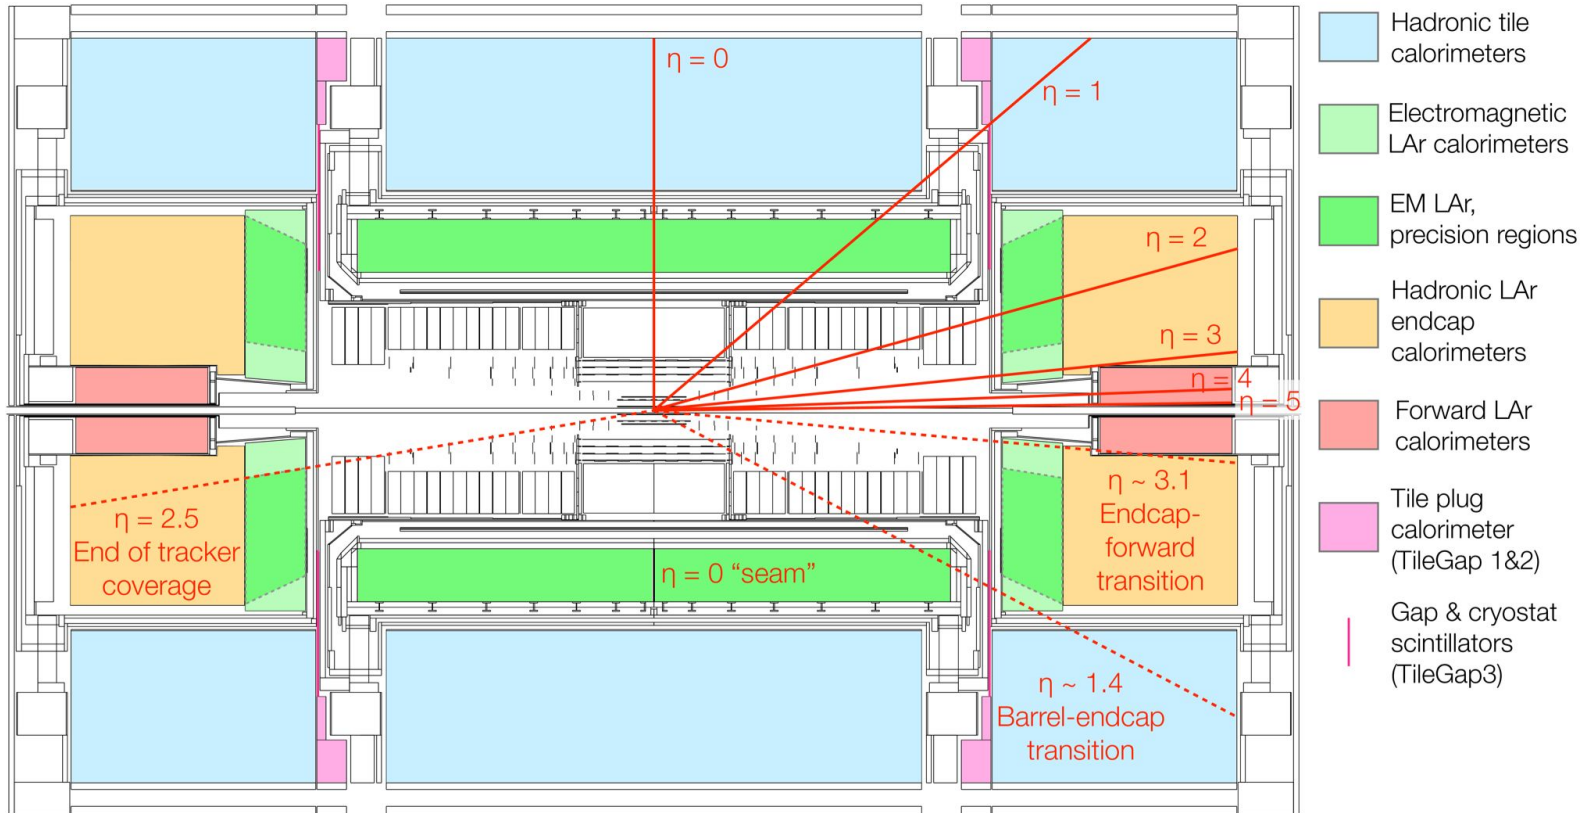 η = 0
η = 1
η = 2
η = 3
η = 4
η = 5
η = 2.5
End of tracker
coverage
η = 0 “seam”
η ~ 3.1
Endcap-
forward
transition
η ~ 1.4
Barrel-endcap
transition
Hadronic tile
calorimeters
Electromagnetic
LAr calorimeters
EM LAr,
precision regions
Hadronic LAr
endcap
calorimeters
Forward LAr
calorimeters
Tile plug
calorimeter
(TileGap 1&2)
Gap & cryostat
scintillators
(TileGap3)